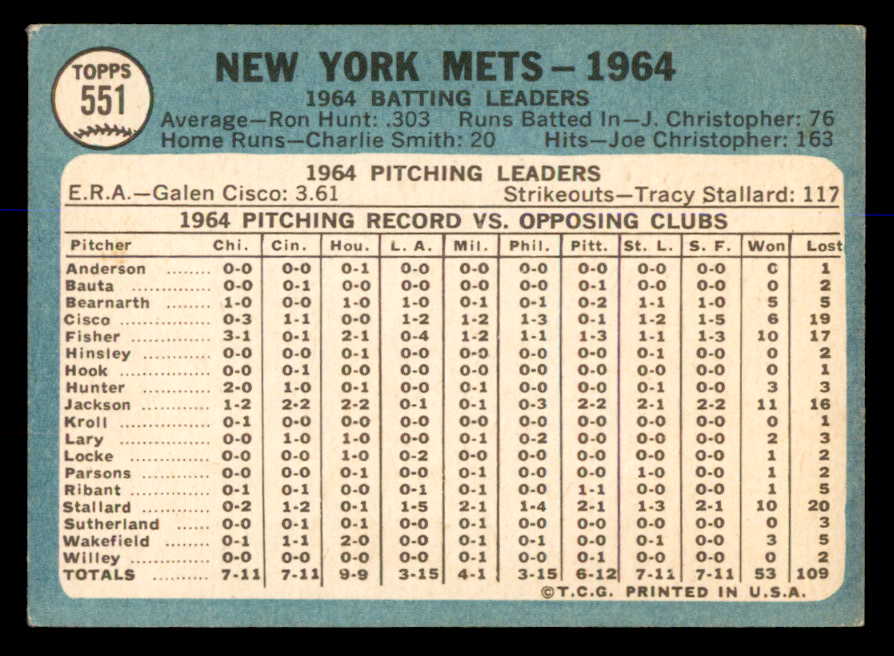 TOPPS
551
NEW YORK METS – 1964
1964 BATTING LEADERS
Average—Ron Hunt: .303 Runs Batted In—J. Christopher: 76
Home Runs—Charlie Smith: 20 Hits—Joe Christopher: 163
1964 PITCHING LEADERS
E.R.A.—Galen Cisco: 3.61 Strikeouts—Tracy Stallard: 117
1964 PITCHING RECORD VS. OPPOSING CLUBS
Pitcher Chi. Cin. Hou. L. A. Mil. Phil. Pitt. St. L. S. F. Won Lost
Anderson ........ 0-0 0-0 0-1 0-0 0-0 0-0 0-0 0-0 0-0 0 1
Bauta ............ 0-0 0-1 0-0 0-0 0-0 0-0 0-1 0-0 0-0 0 2
Bearnarth ........ 1-0 0-0 1-0 1-0 0-1 0-1 0-2 1-1 1-0 5 5
Cisco ............ 0-3 1-1 0-0 1-2 1-2 1-3 0-1 1-2 1-5 6 19
Fisher ............ 3-1 0-1 2-1 0-4 1-2 1-1 1-3 1-1 1-3 10 17
Hinsley .......... 0-0 0-0 0-1 0-0 0-0 0-0 0-0 0-1 0-0 0 2
Hook ............ 0-0 0-1 0-0 0-0 0-0 0-0 0-0 0-0 0-0 0 1
Hunter .......... 2-0 1-0 0-1 0-0 0-1 0-0 0-0 0-1 0-0 3 3
Jackson .......... 1-2 2-2 2-2 0-1 0-1 0-3 2-2 2-1 2-2 11 16
Kroll ............ 0-1 0-0 0-0 0-0 0-0 0-0 0-0 0-0 0-0 0 1
Lary ............ 0-0 1-0 1-0 0-0 0-1 0-2 0-0 0-0 0-0 2 3
Locke ............ 0-0 0-0 1-0 0-2 0-0 0-0 0-0 0-0 0-0 1 2
Parsons .......... 0-0 0-0 0-1 0-0 0-1 0-0 0-0 1-0 0-0 1 2
Ribant ............ 0-1 0-1 0-0 0-1 0-1 0-0 1-1 0-0 0-0 1 5
Stallard .......... 0-2 1-2 0-1 1-5 2-1 1-4 2-1 1-3 2-1 10 20
Sutherland ...... 0-0 0-1 0-1 0-0 0-1 0-0 0-0 0-0 0-0 0 3
Wakefield ........ 0-1 1-1 2-0 0-0 0-1 0-1 0-0 0-1 0-0 3 5
Willey ............ 0-0 0-0 0-0 0-0 0-1 0-0 0-1 0-0 0-0 0 2
TOTALS .......... 7-11 7-11 9-9 3-15 4-1 3-15 6-12 7-11 7-11 53 109
©T.C.G. PRINTED IN U.S.A.